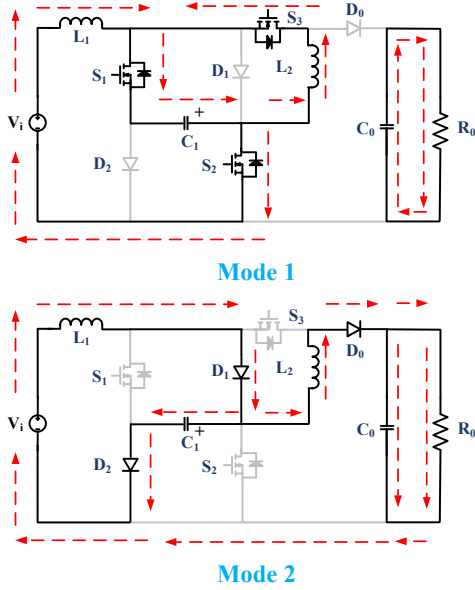 L1 S3 D0
S1 D1 L2
Vi C1 + C0 R0
D2 S2
Mode 1
L1 S3 D0
S1 D1 L2
Vi C1 + C0 R0
D2 S2
Mode 2